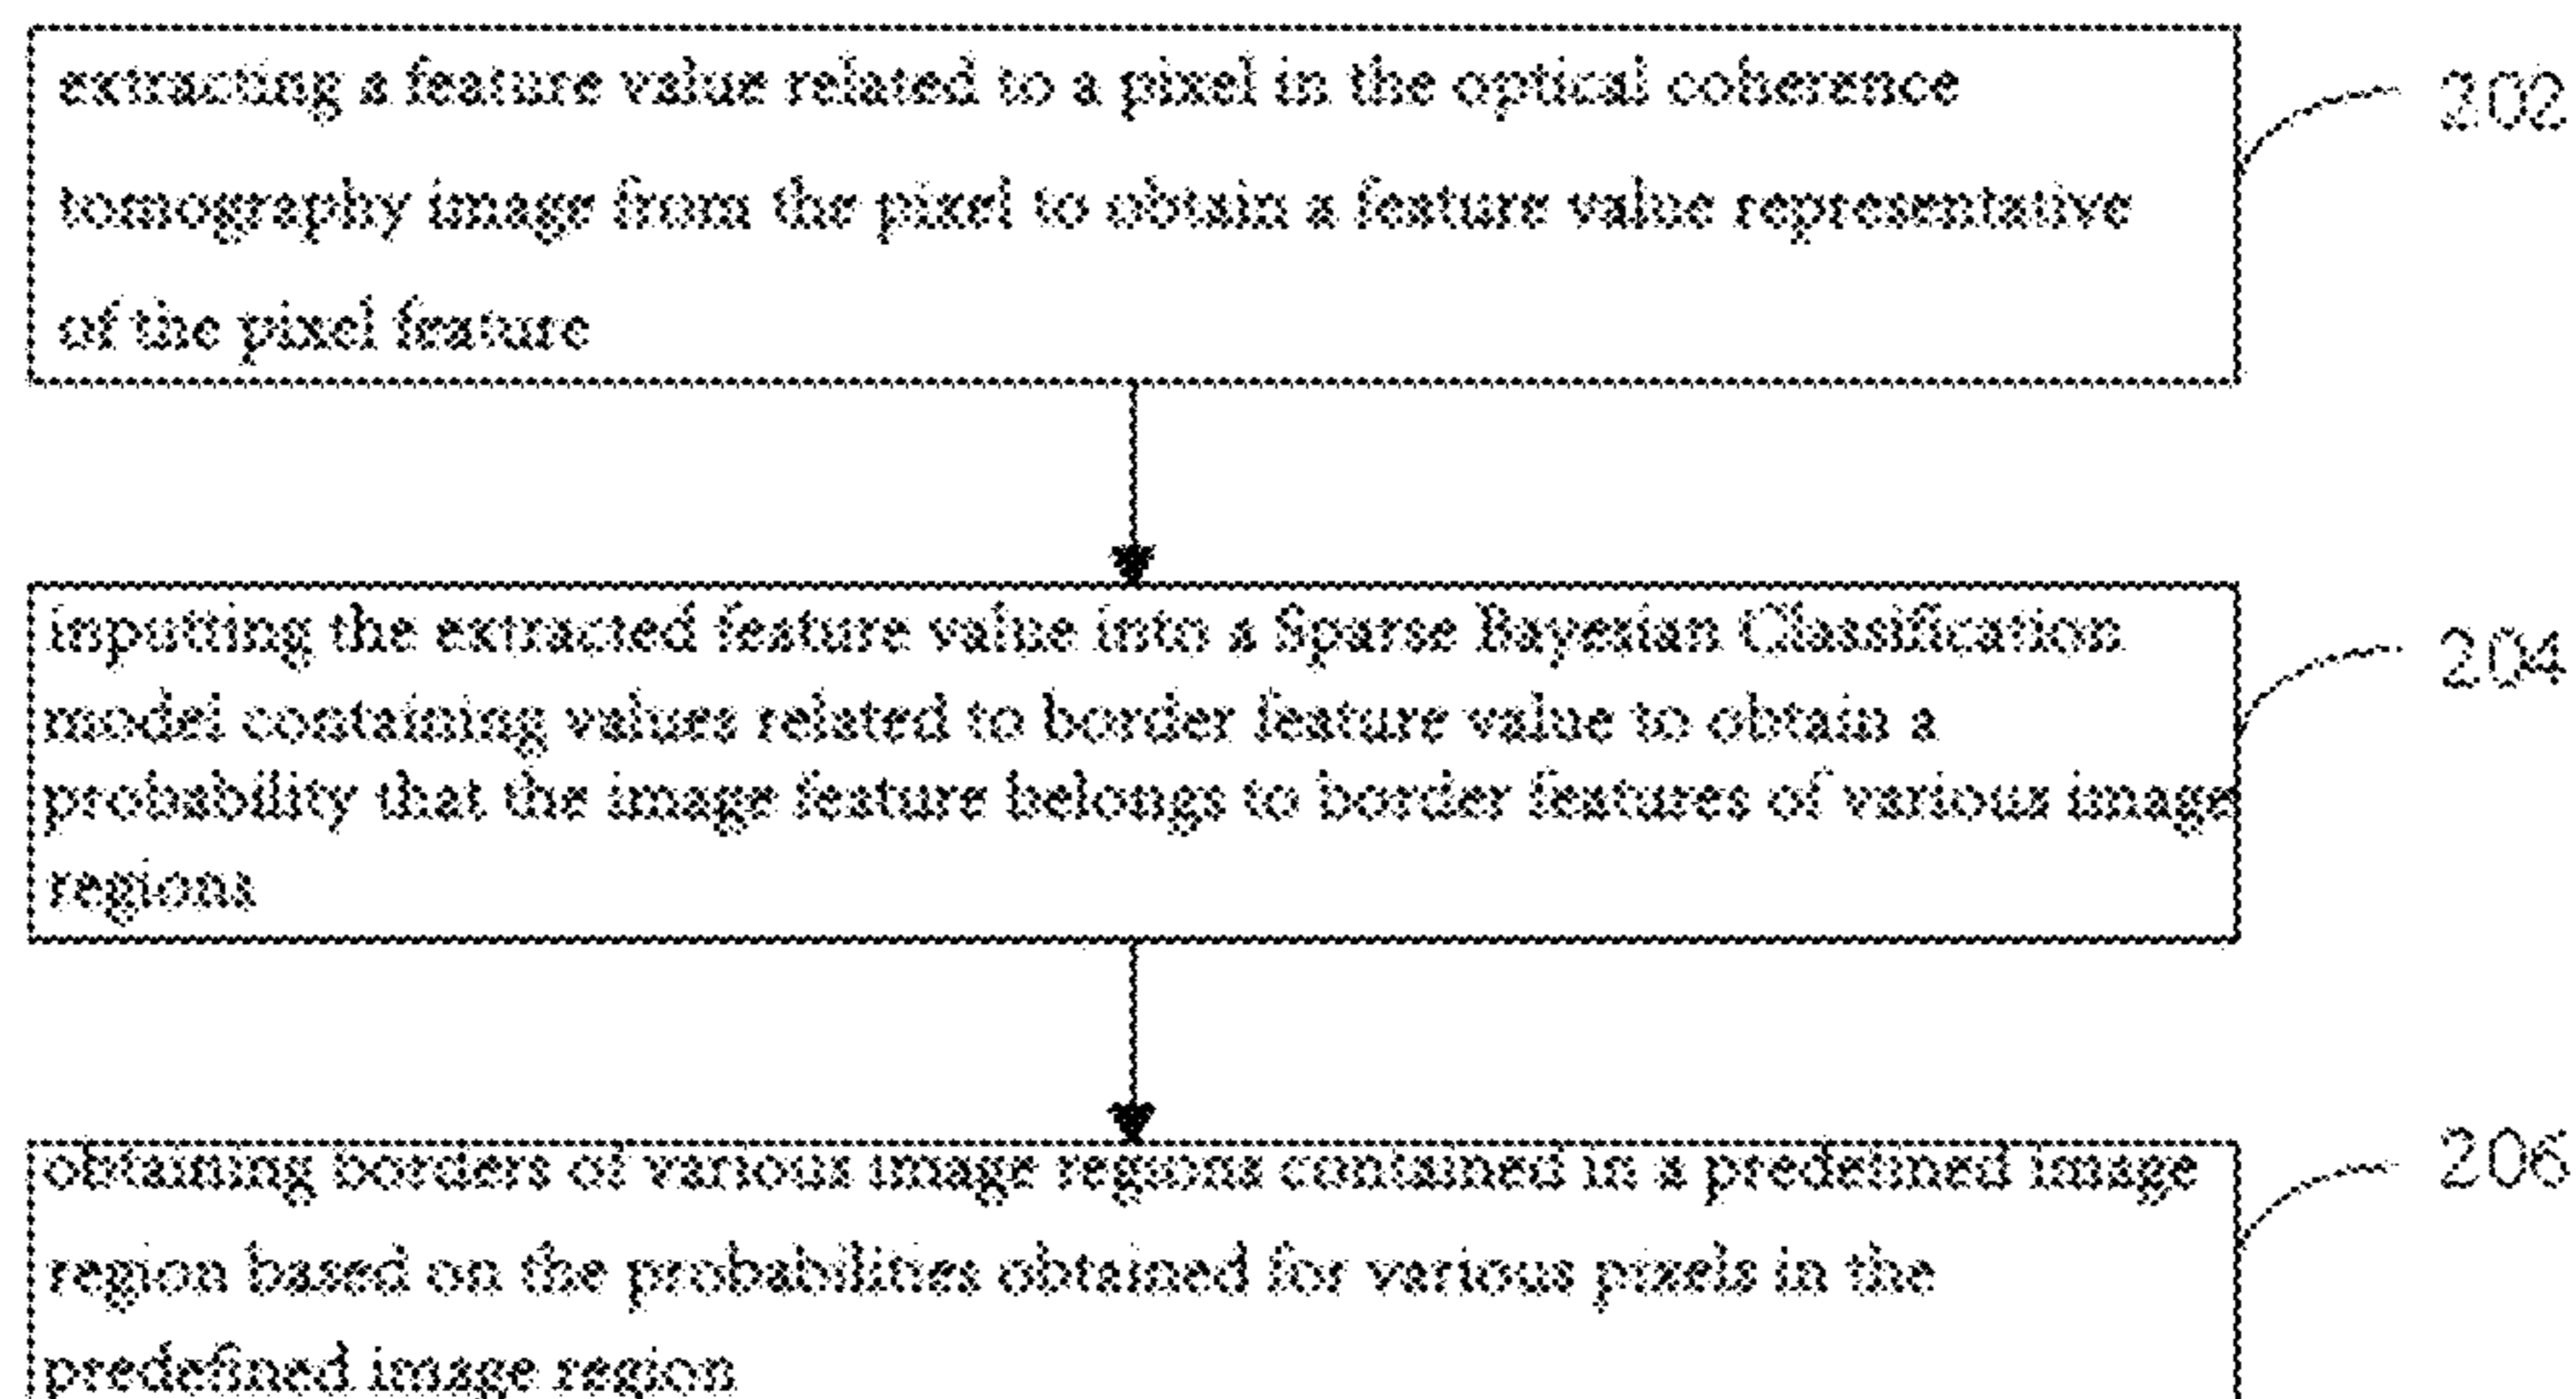 extracting a feature value related to a pixel in the optical coherence
202
tomography image from the pixel to obtain a feature value representative
of the pixel feature
inputting the extracted feature value into a Sparse Bayesian Classification
204
model containing values related to border feature value to obtain a
probability that the image feature belongs to border features of various image
regions
obtaining borders of various image regions contained in a predefined image
206
region based on the probabilities obtained for various pixels in the
predefined image region